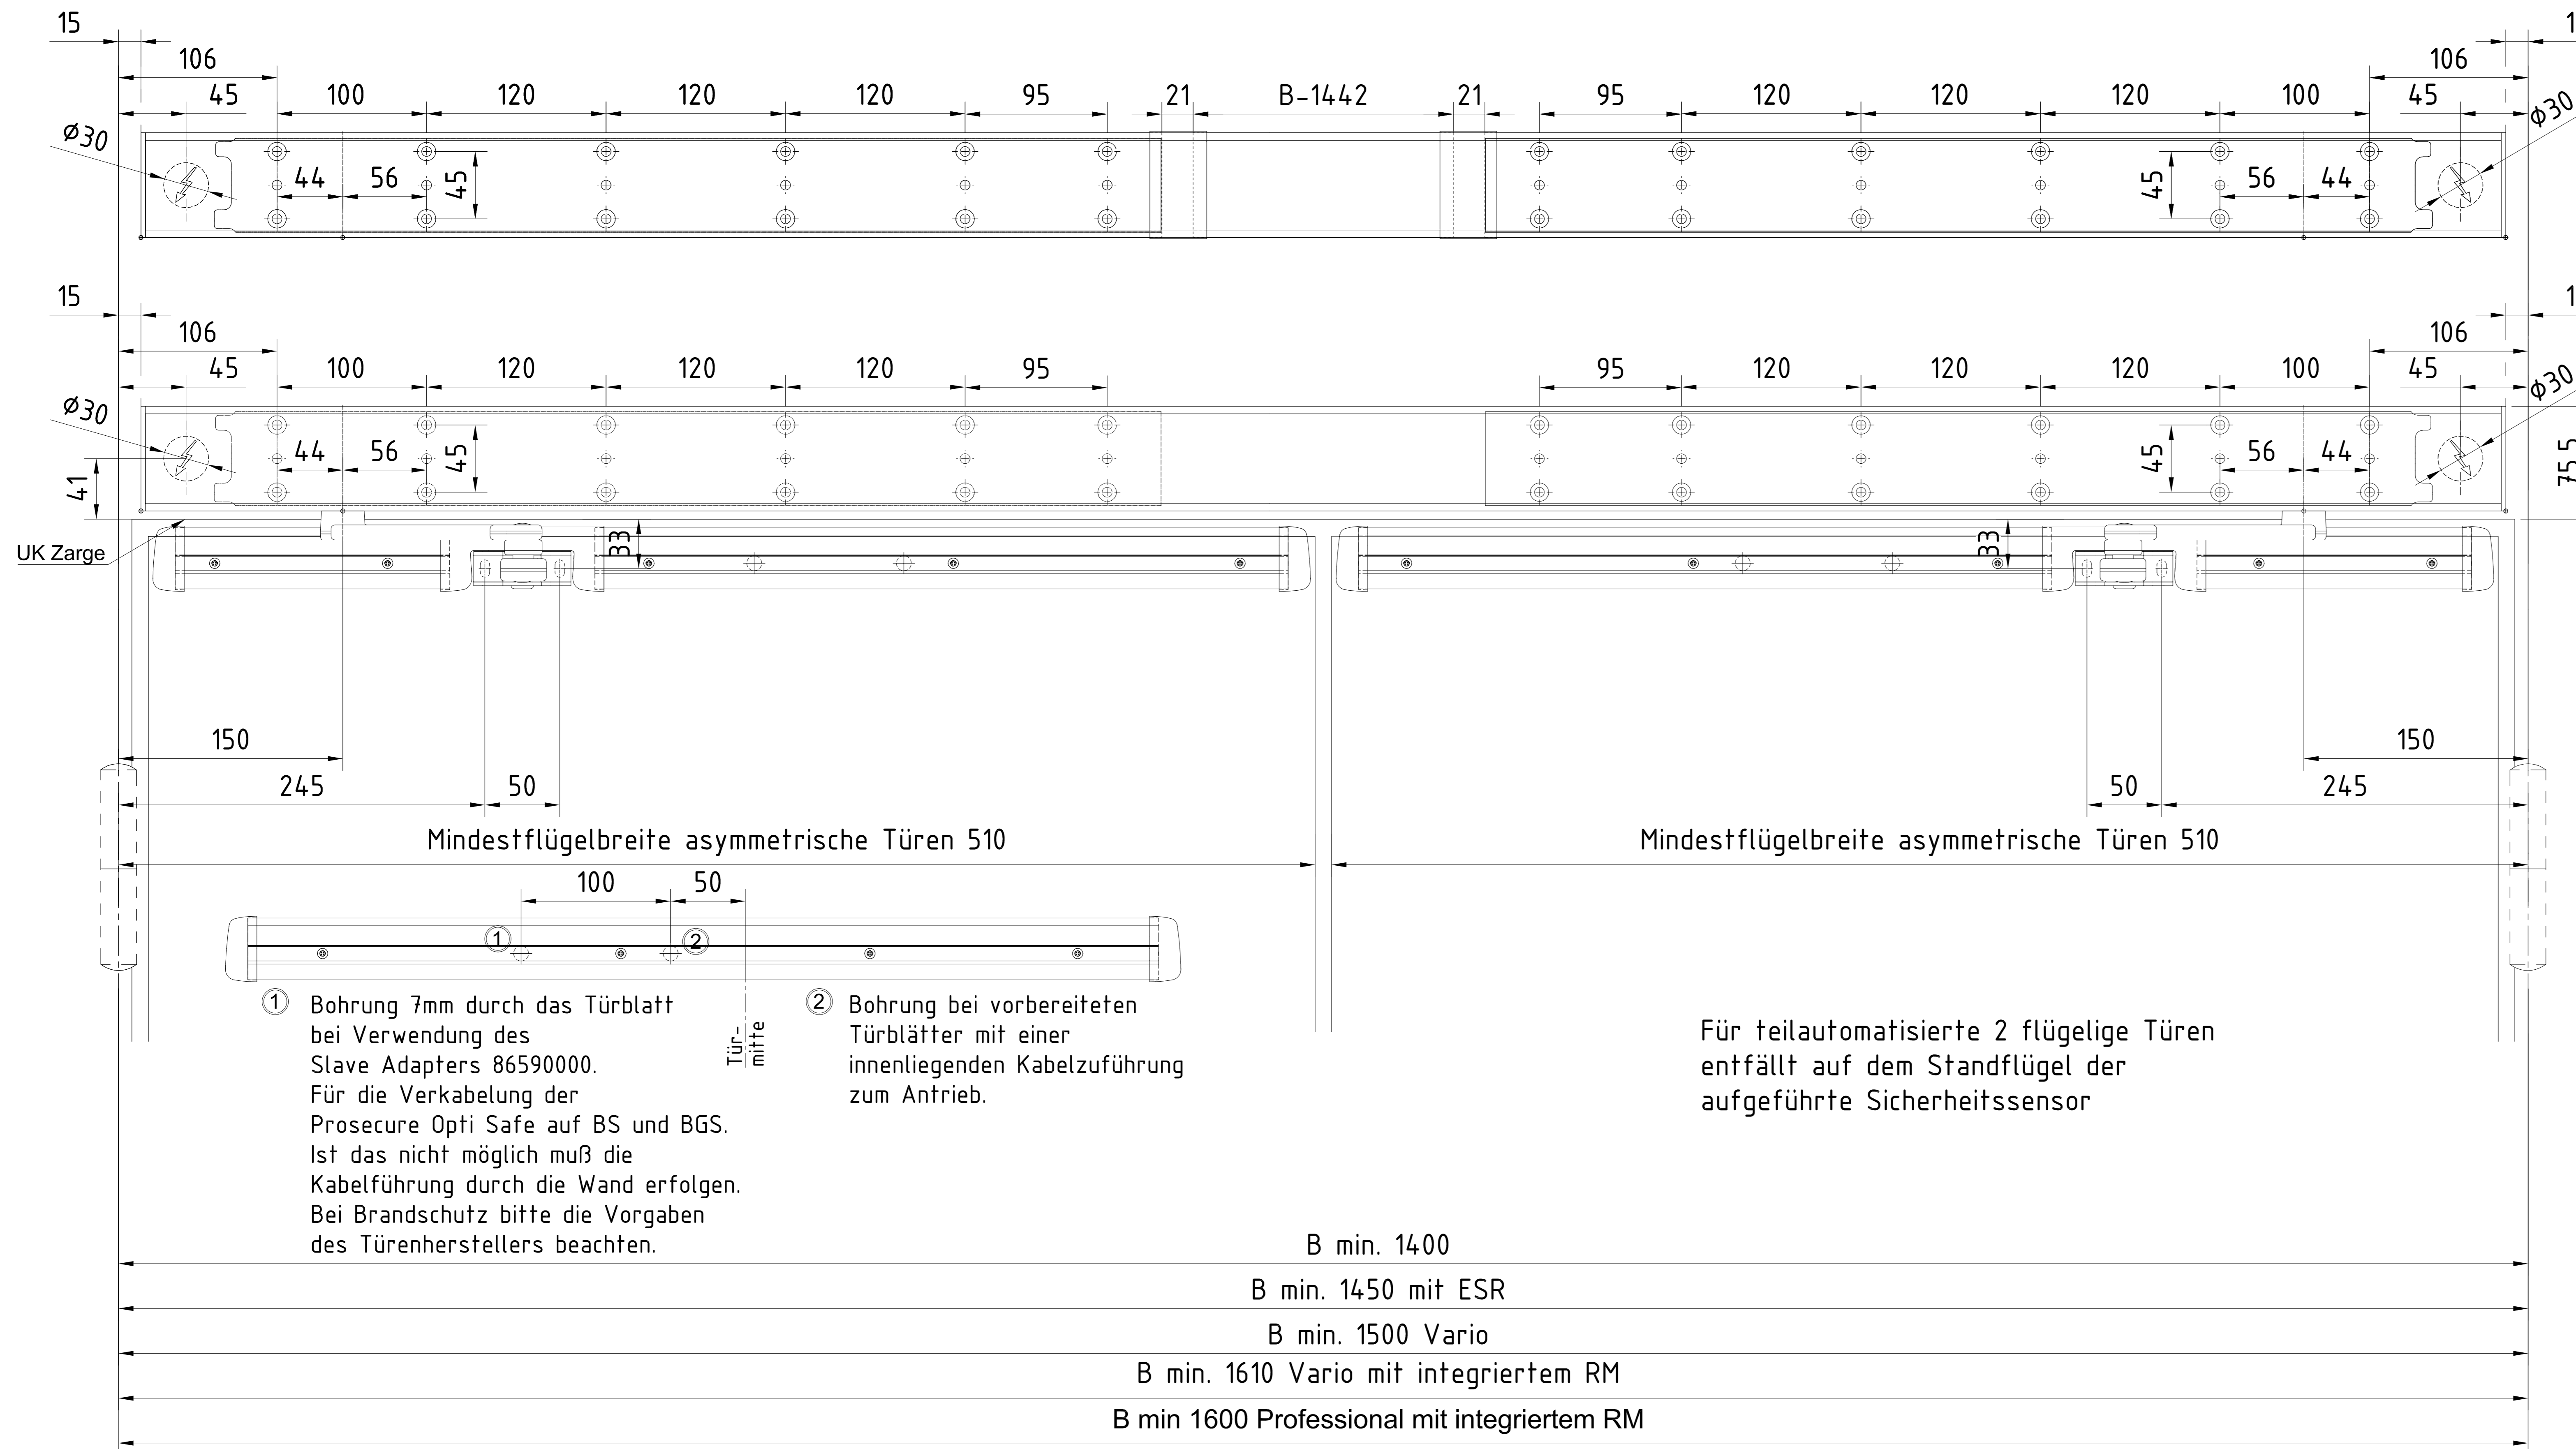 15
1
106
106
45
100
120
120
120
95
21
B-1442
21
95
120
120
120
100
45
Ø30
Ø30
44
56
45
45
56
44
15
1
106
106
45
100
120
120
120
95
95
120
120
120
100
45
Ø30
Ø30
44
56
45
45
56
44
41
75,5
UK Zarge
33
33
150
150
245
50
50
245
Mindestflügelbreite asymmetrische Türen 510
Mindestflügelbreite asymmetrische Türen 510
100
50
1
2
Tür-
mitte
1 Bohrung 7mm durch das Türblatt
bei Verwendung des
Slave Adapters 86590000.
Für die Verkabelung der
Prosecure Opti Safe auf BS und BGS.
Ist das nicht möglich muß die
Kabelführung durch die Wand erfolgen.
Bei Brandschutz bitte die Vorgaben
des Türenherstellers beachten.
2 Bohrung bei vorbereiteten
Türblätter mit einer
innenliegenden Kabelzuführung
zum Antrieb.
Für teilautomatisierte 2 flügelige Türen
entfällt auf dem Standflügel der
aufgeführte Sicherheitssensor
B min. 1400
B min. 1450 mit ESR
B min. 1500 Vario
B min. 1610 Vario mit integriertem RM
B min 1600 Professional mit integriertem RM